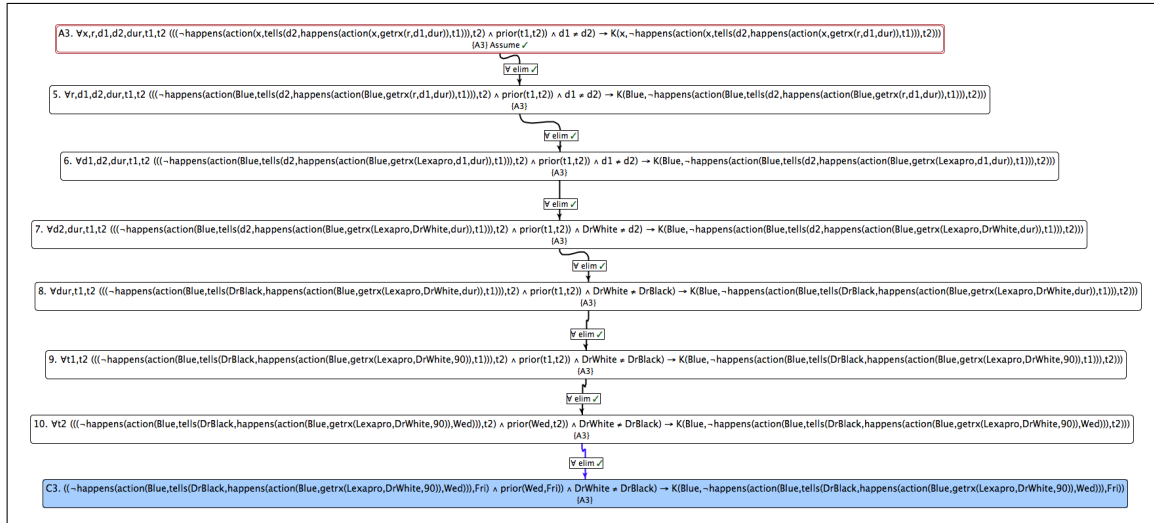 A3. ∀x,r,d1,d2,dur,t1,t2 (((¬happens(action(x,tells(d2,happens(action(x,getrx(r,d1,dur)),t1))),t2) ∧ prior(t1,t2)) ∧ d1 ≠ d2) → K(x,¬happens(action(x,tells(d2,happens(action(x,getrx(r,d1,dur)),t1))),t2)))
{A3} Assume ✓
∀ elim ✓
5. ∀r,d1,d2,dur,t1,t2 (((¬happens(action(Blue,tells(d2,happens(action(Blue,getrx(r,d1,dur)),t1))),t2) ∧ prior(t1,t2)) ∧ d1 ≠ d2) → K(Blue,¬happens(action(Blue,tells(d2,happens(action(Blue,getrx(r,d1,dur)),t1))),t2)))
{A3}
∀ elim ✓
6. ∀d1,d2,dur,t1,t2 (((¬happens(action(Blue,tells(d2,happens(action(Blue,getrx(Lexapro,d1,dur)),t1))),t2) ∧ prior(t1,t2)) ∧ d1 ≠ d2) → K(Blue,¬happens(action(Blue,tells(d2,happens(action(Blue,getrx(Lexapro,d1,dur)),t1))),t2)))
{A3}
∀ elim ✓
7. ∀d2,dur,t1,t2 (((¬happens(action(Blue,tells(d2,happens(action(Blue,getrx(Lexapro,DrWhite,dur)),t1))),t2) ∧ prior(t1,t2)) ∧ DrWhite ≠ d2) → K(Blue,¬happens(action(Blue,tells(d2,happens(action(Blue,getrx(Lexapro,DrWhite,dur)),t1))),t2)))
{A3}
∀ elim ✓
8. ∀dur,t1,t2 (((¬happens(action(Blue,tells(DrBlack,happens(action(Blue,getrx(Lexapro,DrWhite,dur)),t1))),t2) ∧ prior(t1,t2)) ∧ DrWhite ≠ DrBlack) → K(Blue,¬happens(action(Blue,tells(DrBlack,happens(action(Blue,getrx(Lexapro,DrWhite,dur)),t1))),t2)))
{A3}
∀ elim ✓
9. ∀t1,t2 (((¬happens(action(Blue,tells(DrBlack,happens(action(Blue,getrx(Lexapro,DrWhite,90)),t1))),t2) ∧ prior(t1,t2)) ∧ DrWhite ≠ DrBlack) → K(Blue,¬happens(action(Blue,tells(DrBlack,happens(action(Blue,getrx(Lexapro,DrWhite,90)),t1))),t2)))
{A3}
∀ elim ✓
10. ∀t2 (((¬happens(action(Blue,tells(DrBlack,happens(action(Blue,getrx(Lexapro,DrWhite,90)),Wed))),t2) ∧ prior(Wed,t2)) ∧ DrWhite ≠ DrBlack) → K(Blue,¬happens(action(Blue,tells(DrBlack,happens(action(Blue,getrx(Lexapro,DrWhite,90)),Wed))),t2)))
{A3}
∀ elim ✓
C3. ((¬happens(action(Blue,tells(DrBlack,happens(action(Blue,getrx(Lexapro,DrWhite,90)),Wed))),Fri) ∧ prior(Wed,Fri)) ∧ DrWhite ≠ DrBlack) → K(Blue,¬happens(action(Blue,tells(DrBlack,happens(action(Blue,getrx(Lexapro,DrWhite,90)),Wed))),Fri))
{A3}